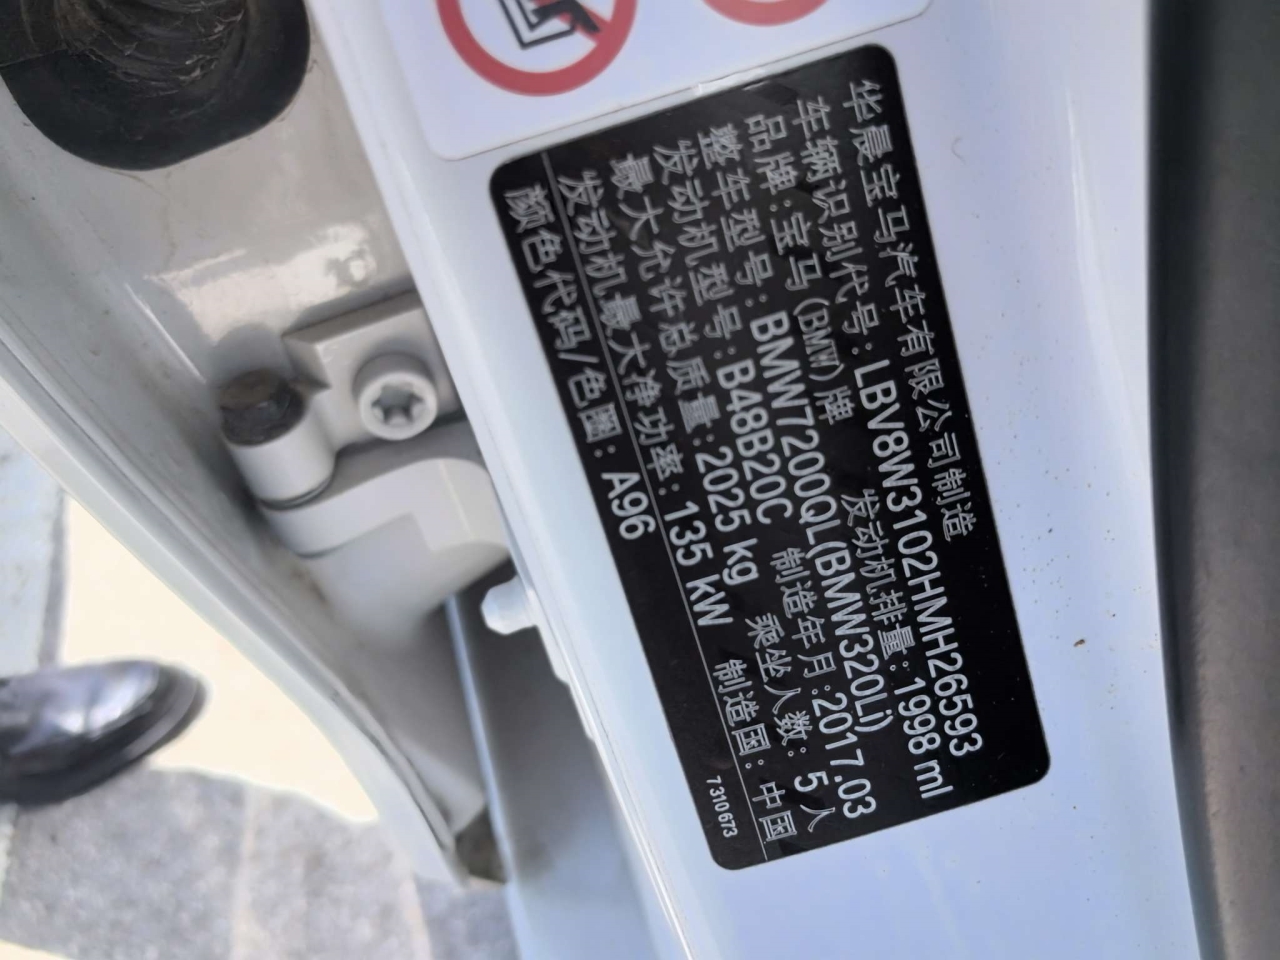 华晨宝马汽车有限公司制造
车辆识别代号: LBV8W3102HMH26593
品牌: 宝马 (BMW) 牌 发动机排量: 1998 ml
整车型号: BMW7200QL(BMW320Li)
发动机型号: B48B20C 制造年月: 2017.03
最大允许总质量: 2025 kg 乘坐人数: 5 人
发动机最大净功率: 135 kW 制造国: 中国
颜色代码/色圈: A96 7310673